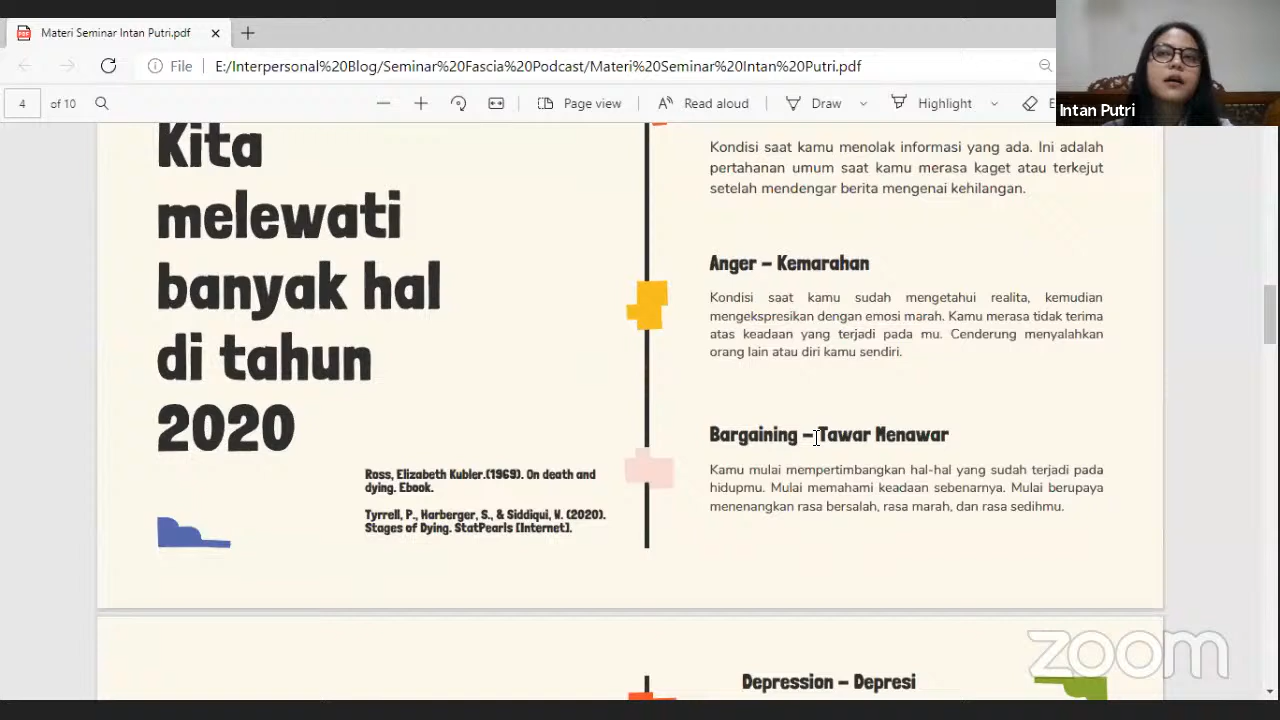 Materi Seminar Intan Putri.pdf
File
E:/Interpersonal%20Blog/Seminar%20Fascia%20Podcast/Materi%20Seminar%20Intan%20Putri.pdf
4 of 10
Page view
Read aloud
Draw
Highlight
Intan Putri
Kita
melewati
banyak hal
di tahun
2020
Ross, Elizabeth Kubler.(1969). On death and
dying. Ebook.
Tyrrell, P., Harberger, S., & Siddiqui, W. (2020).
Stages of Dying. StatPearls [Internet].
Kondisi saat kamu menolak informasi yang ada. Ini adalah
pertahanan umum saat kamu merasa kaget atau terkejut
setelah mendengar berita mengenai kehilangan.
Anger – Kemarahan
Kondisi saat kamu sudah mengetahui realita, kemudian
mengekspresikan dengan emosi marah. Kamu merasa tidak terima
atas keadaan yang terjadi pada mu. Cenderung menyalahkan
orang lain atau diri kamu sendiri.
Bargaining – Tawar Menawar
Kamu mulai mempertimbangkan hal-hal yang sudah terjadi pada
hidupmu. Mulai memahami keadaan sebenarnya. Mulai berupaya
menenangkan rasa bersalah, rasa marah, dan rasa sedihmu.
Depression – Depresi
zoom